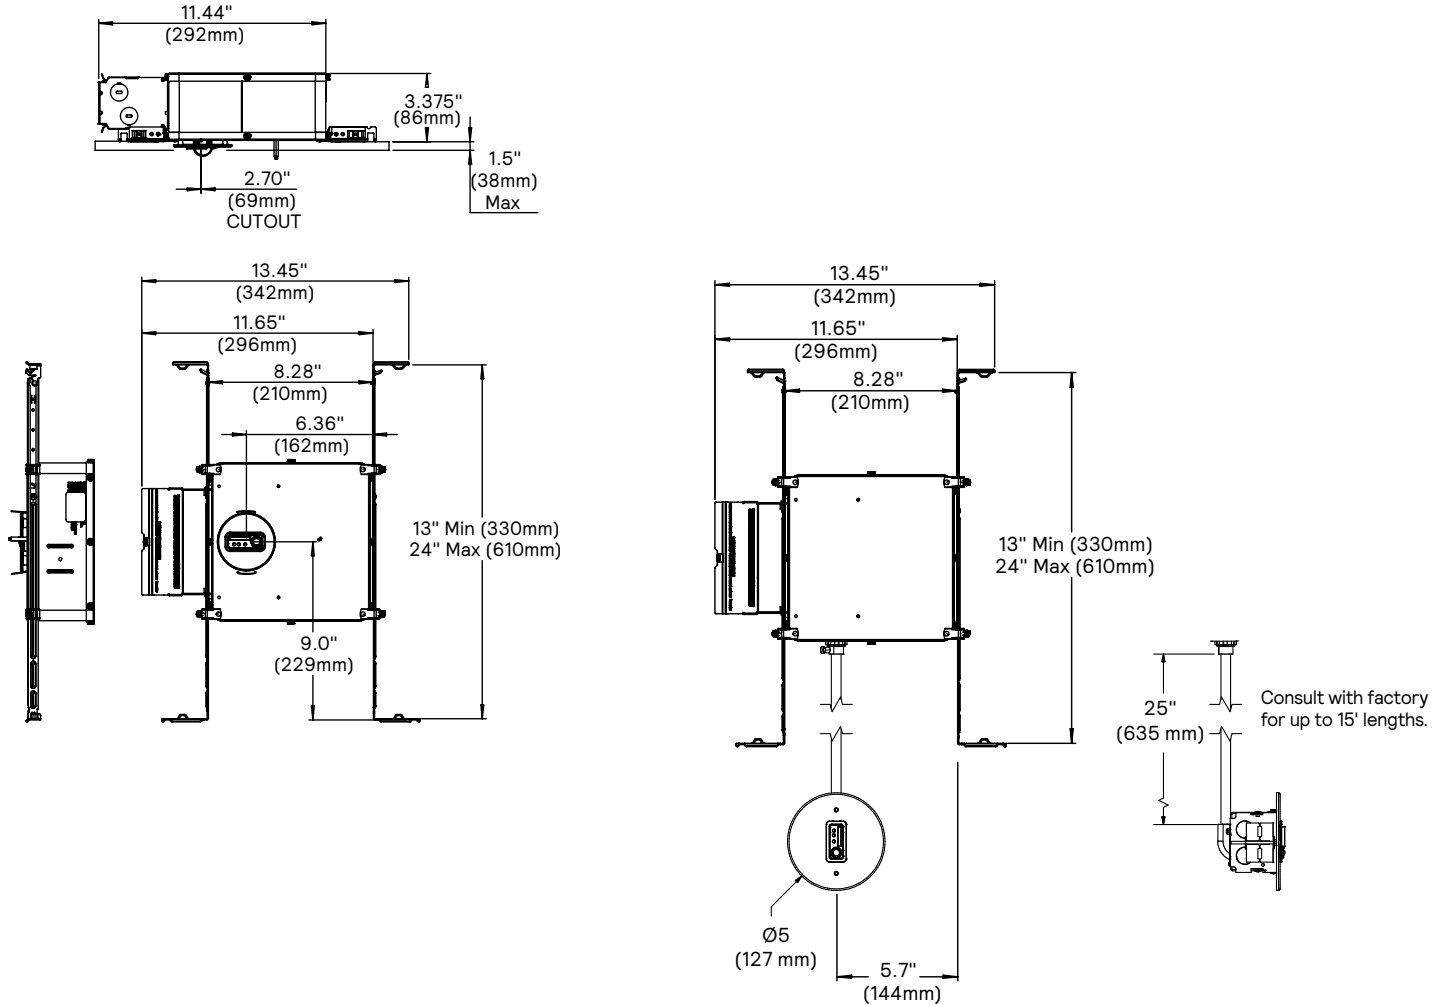 11.44"
(292mm)
3.375"
(86mm)
1.5"
(38mm)
Max
2.70"
(69mm)
CUTOUT
13.45"
(342mm)
11.65"
(296mm)
8.28"
(210mm)
6.36"
(162mm)
13" Min (330mm)
24" Max (610mm)
9.0"
(229mm)
13.45"
(342mm)
11.65"
(296mm)
8.28"
(210mm)
13" Min (330mm)
24" Max (610mm)
25"
(635 mm)
Consult with factory
for up to 15' lengths.
Ø5
(127 mm)
5.7"
(144mm)